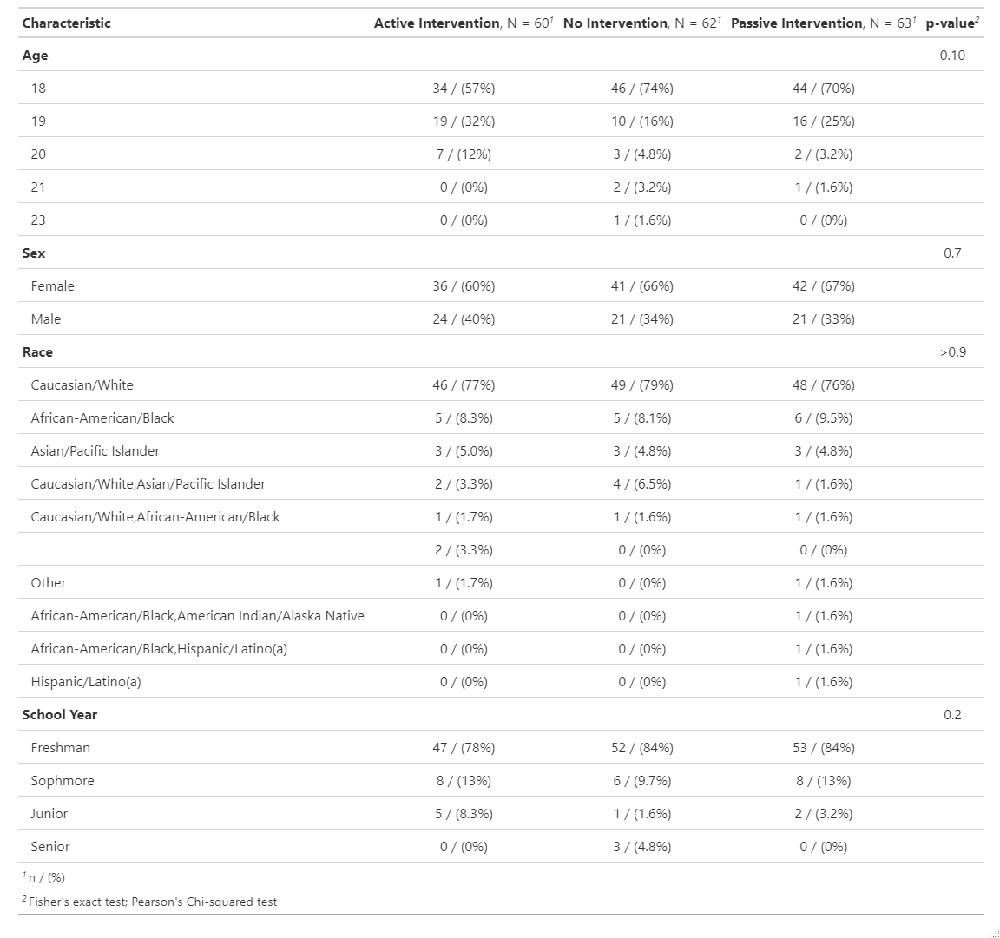 Characteristic Active Intervention, N = 60¹ No Intervention, N = 62¹ Passive Intervention, N = 63¹ p-value²
Age 0.10
18 34 / (57%) 46 / (74%) 44 / (70%)
19 19 / (32%) 10 / (16%) 16 / (25%)
20 7 / (12%) 3 / (4.8%) 2 / (3.2%)
21 0 / (0%) 2 / (3.2%) 1 / (1.6%)
23 0 / (0%) 1 / (1.6%) 0 / (0%)
Sex 0.7
Female 36 / (60%) 41 / (66%) 42 / (67%)
Male 24 / (40%) 21 / (34%) 21 / (33%)
Race >0.9
Caucasian/White 46 / (77%) 49 / (79%) 48 / (76%)
African-American/Black 5 / (8.3%) 5 / (8.1%) 6 / (9.5%)
Asian/Pacific Islander 3 / (5.0%) 3 / (4.8%) 3 / (4.8%)
Caucasian/White,Asian/Pacific Islander 2 / (3.3%) 4 / (6.5%) 1 / (1.6%)
Caucasian/White,African-American/Black 1 / (1.7%) 1 / (1.6%) 1 / (1.6%)
2 / (3.3%) 0 / (0%) 0 / (0%)
Other 1 / (1.7%) 0 / (0%) 1 / (1.6%)
African-American/Black,American Indian/Alaska Native 0 / (0%) 0 / (0%) 1 / (1.6%)
African-American/Black,Hispanic/Latino(a) 0 / (0%) 0 / (0%) 1 / (1.6%)
Hispanic/Latino(a) 0 / (0%) 0 / (0%) 1 / (1.6%)
School Year 0.2
Freshman 47 / (78%) 52 / (84%) 53 / (84%)
Sophmore 8 / (13%) 6 / (9.7%) 8 / (13%)
Junior 5 / (8.3%) 1 / (1.6%) 2 / (3.2%)
Senior 0 / (0%) 3 / (4.8%) 0 / (0%)
¹ n / (%)
² Fisher's exact test; Pearson's Chi-squared test